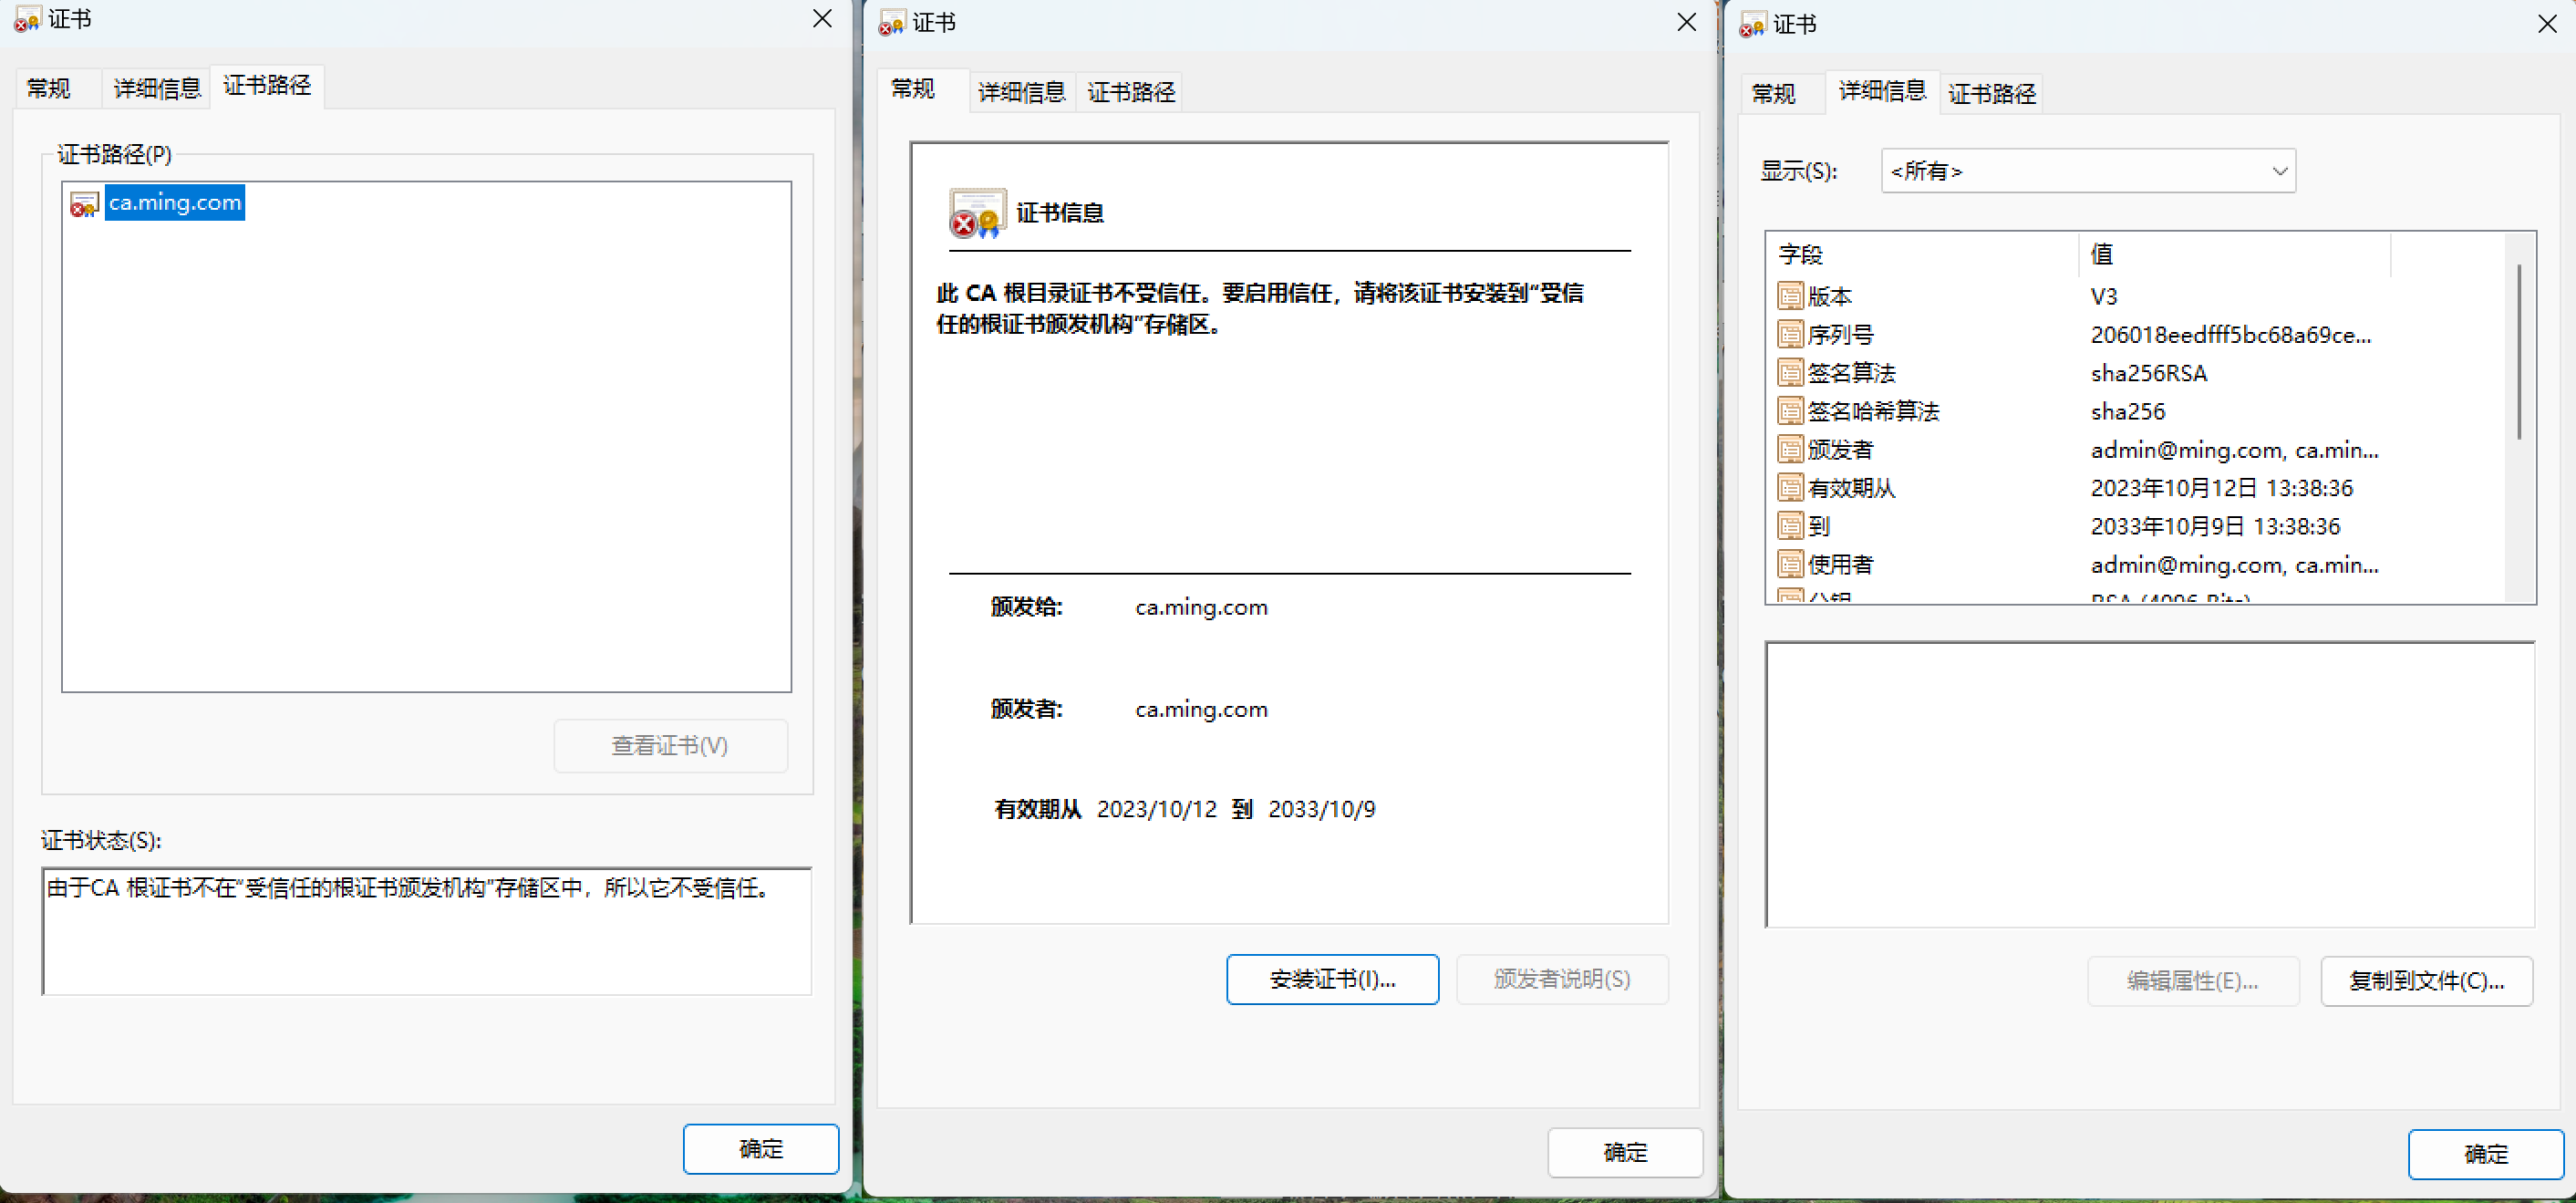 证书
常规
详细信息
证书路径
证书路径(P)
ca.ming.com
查看证书(V)
证书状态(S):
由于CA 根证书不在“受信任的根证书颁发机构”存储区中，所以它不受信任。
确定
证书
常规
详细信息
证书路径
证书信息
此 CA 根目录证书不受信任。要启用信任，请将该证书安装到“受信
任的根证书颁发机构”存储区。
颁发给: ca.ming.com
颁发者: ca.ming.com
有效期从 2023/10/12 到 2033/10/9
安装证书(I)...
颁发者说明(S)
确定
证书
常规
详细信息
证书路径
显示(S): <所有>
字段 值
版本 V3
序列号 206018eedfff5bc68a69ce...
签名算法 sha256RSA
签名哈希算法 sha256
颁发者 admin@ming.com, ca.min...
有效期从 2023年10月12日 13:38:36
到 2033年10月9日 13:38:36
使用者 admin@ming.com, ca.min...
公钥 RSA (4096 Bits)
编辑属性(E)...
复制到文件(C)...
确定